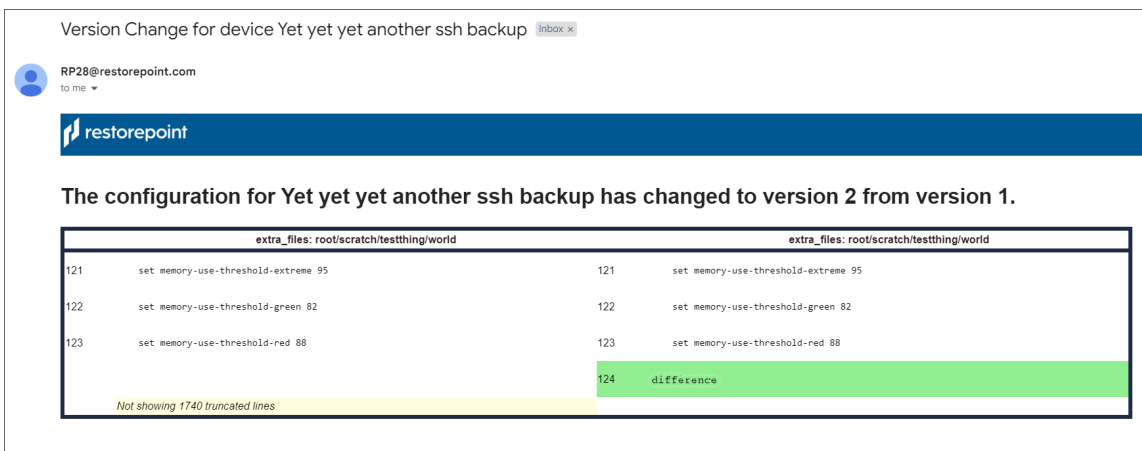 Version Change for device Yet yet yet another ssh backup Inbox ×
RP28@restorepoint.com
to me
restorepoint
The configuration for Yet yet yet another ssh backup has changed to version 2 from version 1.
extra_files: root/scratch/testthing/world extra_files: root/scratch/testthing/world
121 set memory-use-threshold-extreme 95 121 set memory-use-threshold-extreme 95
122 set memory-use-threshold-green 82 122 set memory-use-threshold-green 82
123 set memory-use-threshold-red 88 123 set memory-use-threshold-red 88
124 difference
Not showing 1740 truncated lines